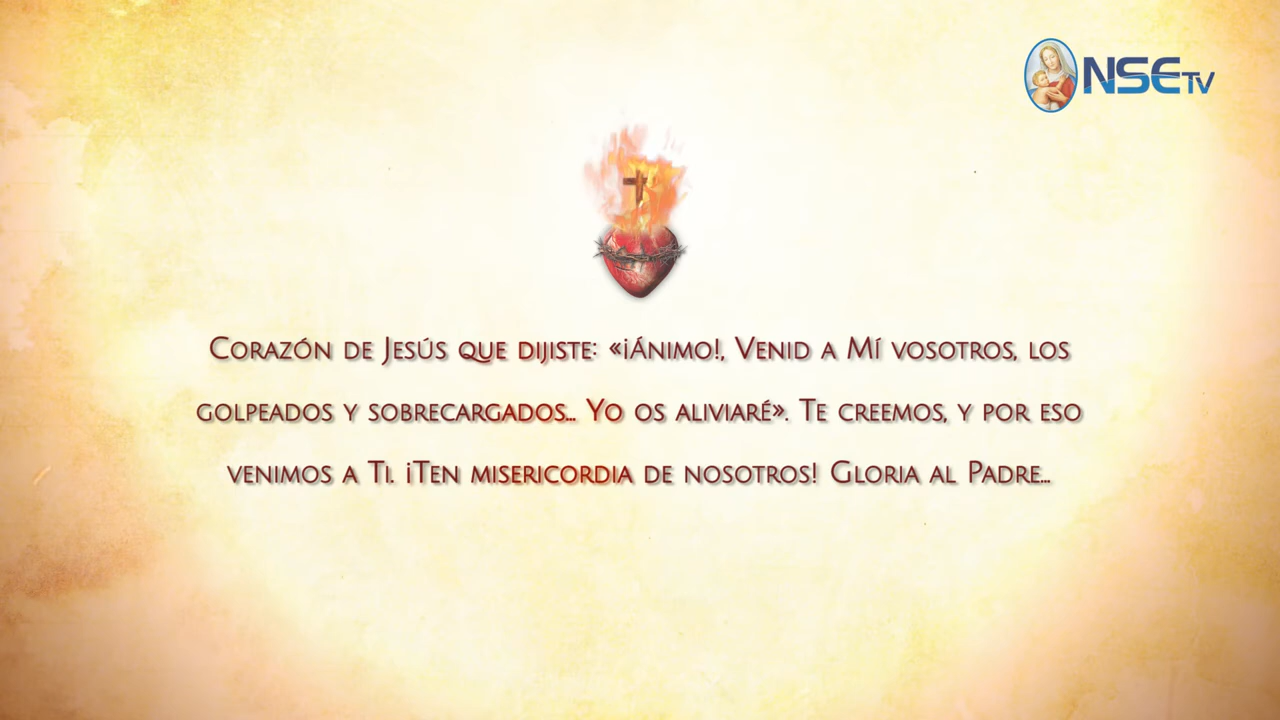 NSETV
Corazón de Jesús que dijiste: «¡Ánimo!, Venid a Mí vosotros, los
golpeados y sobrecargados... Yo os aliviaré». Te creemos, y por eso
venimos a Ti. ¡Ten misericordia de nosotros! Gloria al Padre...